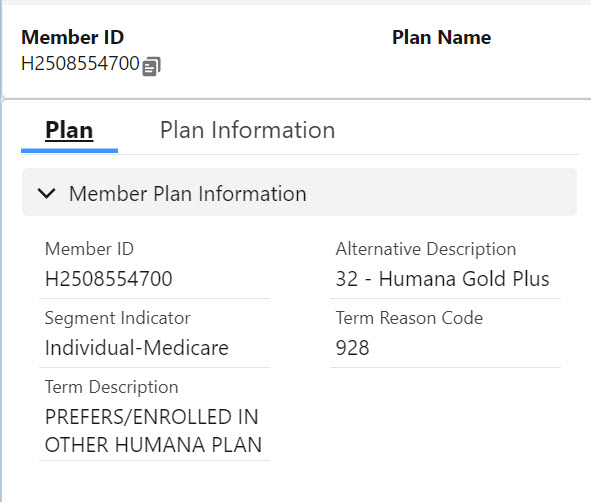 Member ID
Plan Name
H2508554700
Plan
Plan Information
Member Plan Information
Member ID
Alternative Description
H2508554700
32 - Humana Gold Plus
Segment Indicator
Term Reason Code
Individual-Medicare
928
Term Description
PREFERS/ENROLLED IN
OTHER HUMANA PLAN